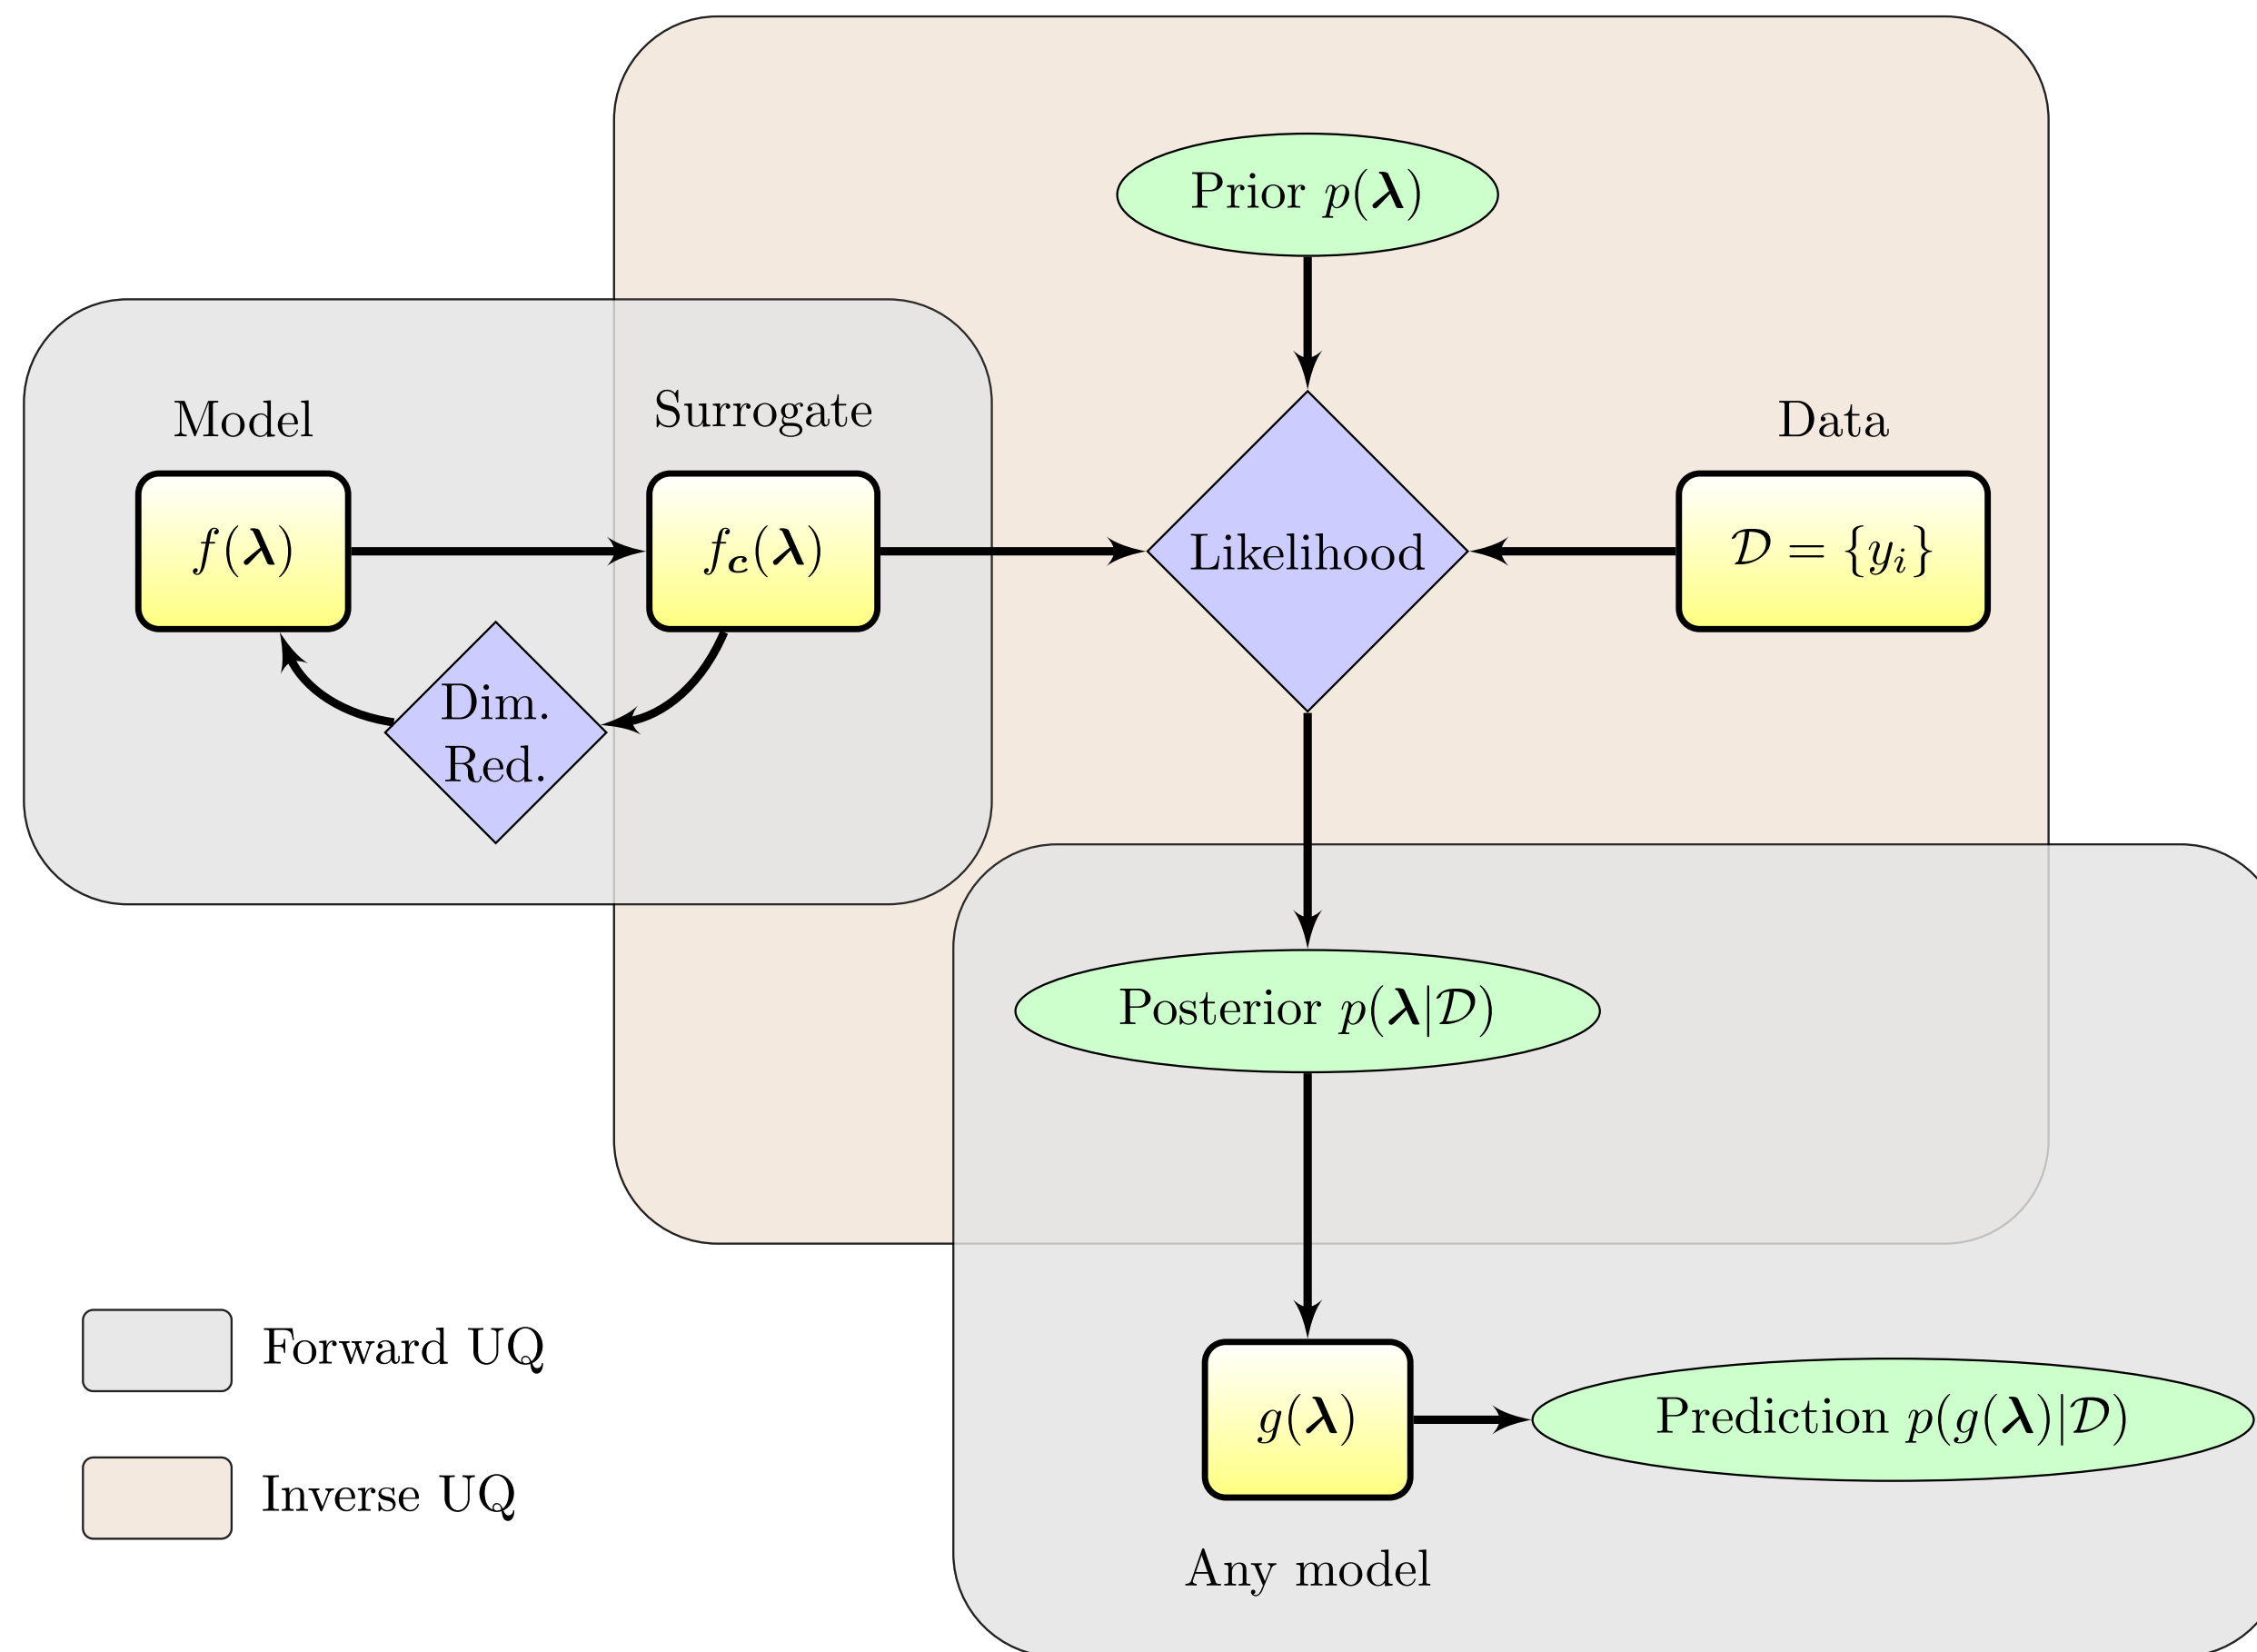 Prior p(λ)
Model
Surrogate
Data
f(λ)
f_c(λ)
Likelihood
𝒟 = {y_i}
Dim.
Red.
Posterior p(λ|𝒟)
Forward UQ
g(λ)
Prediction p(g(λ)|𝒟)
Inverse UQ
Any model